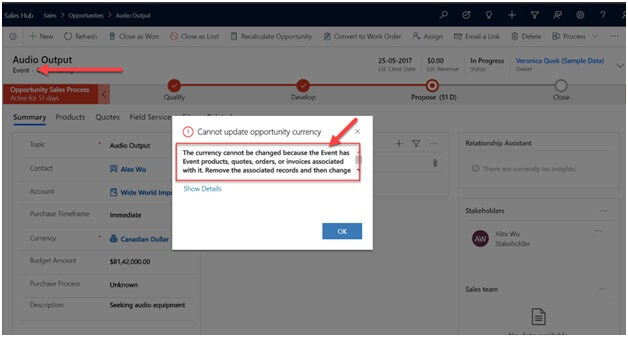 Sales Hub Sales > Opportunities > Audio Output
New Refresh Close as Won Close as Lost Recalculate Opportunity Convert to Work Order Assign Email a Link Delete Process
Audio Output
Event
25-05-2017 $0.00 In Progress Veronica Quek (Sample Data)
Est. Close Date Est. Revenue Status Owner
Opportunity Sales Process
Active for 51 days
Qualify Develop Propose (51 D) Close
Summary Products Quotes Field Service
Cannot update opportunity currency
The currency cannot be changed because the Event has
Event products, quotes, orders, or invoices associated
with it. Remove the associated records and then change
Show Details
OK
Topic * Audio Output
Contact Alex Wu
Account Wide World Imp
Purchase Timeframe Immediate
Currency * Canadian Dollar
Budget Amount $81,42,000.00
Purchase Process Unknown
Description Seeking audio equipment
Relationship Assistant
There are currently no insights.
Stakeholders
AW Alex Wu
Stakeholder
Sales team